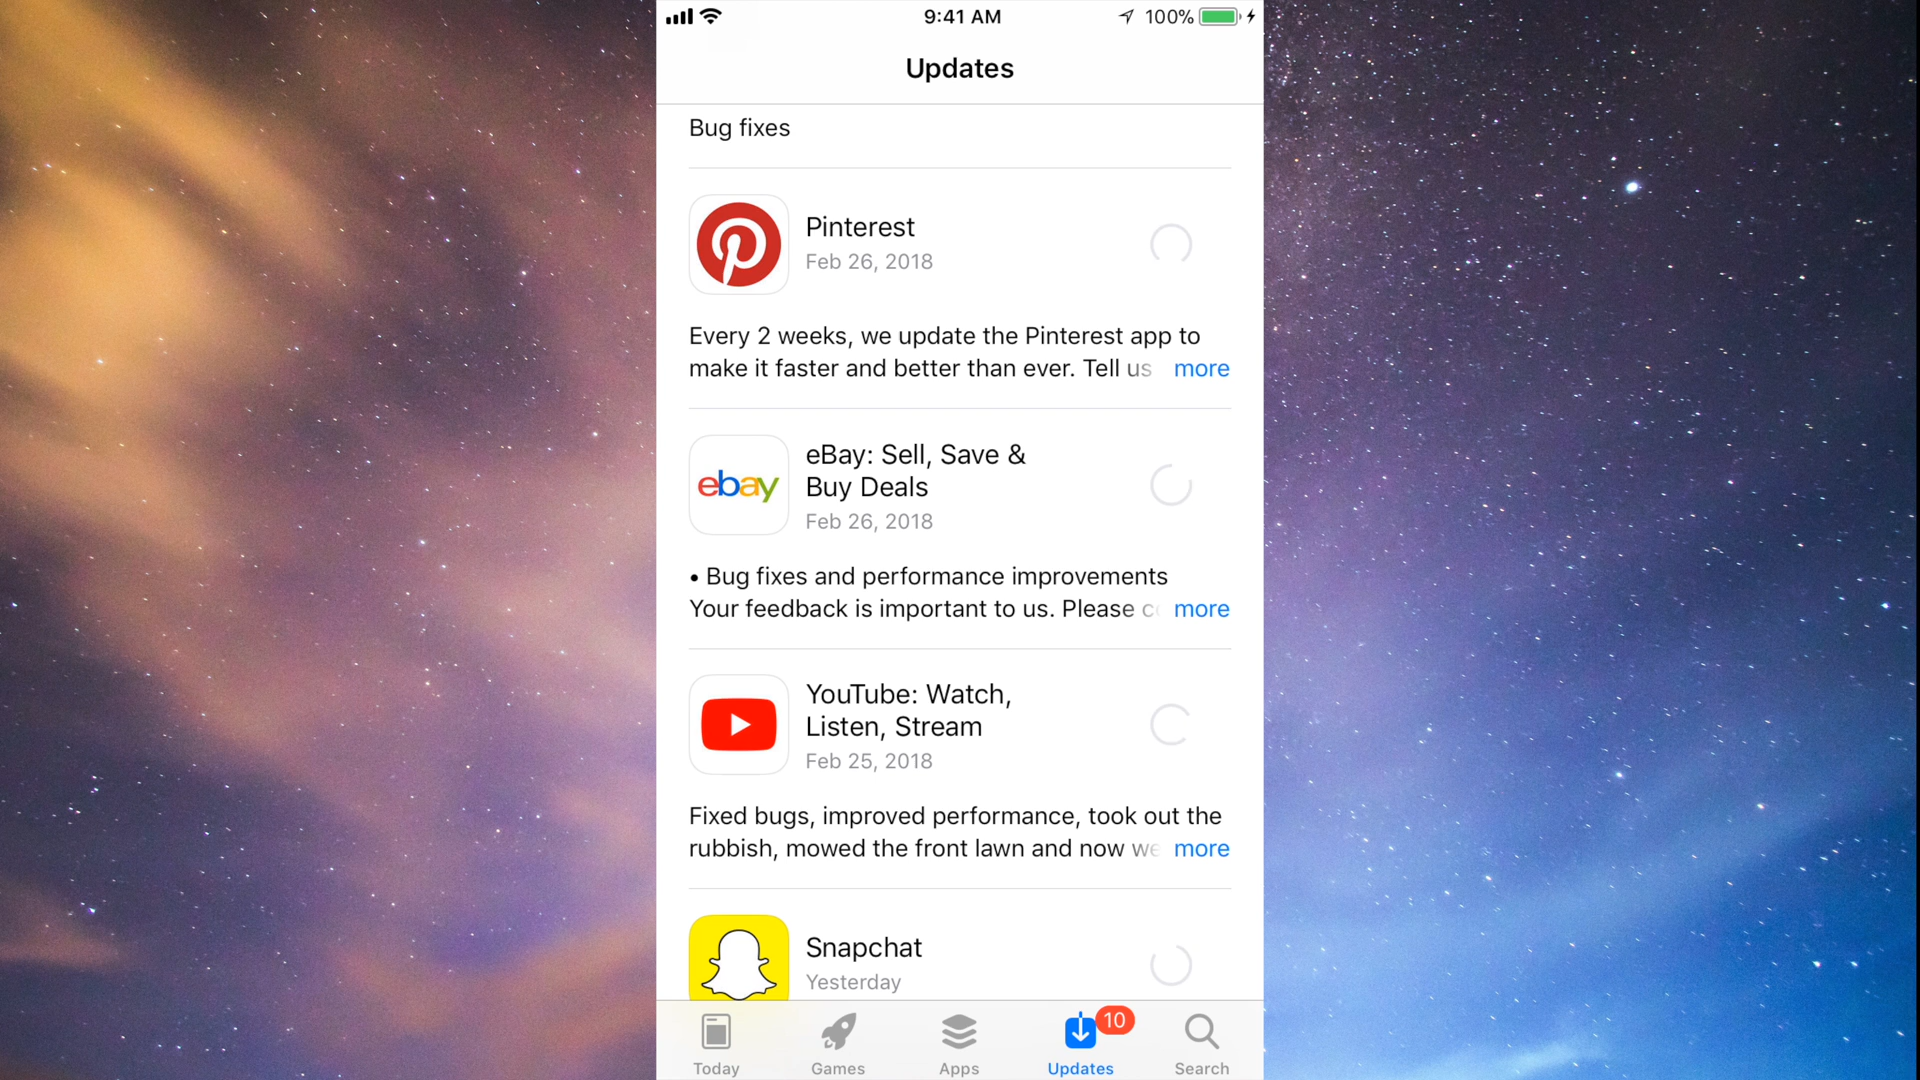 9:41 AM
100%
Updates
Bug fixes
Pinterest
Feb 26, 2018
Every 2 weeks, we update the Pinterest app to
make it faster and better than ever. Tell us more
ebay
eBay: Sell, Save &
Buy Deals
Feb 26, 2018
• Bug fixes and performance improvements
Your feedback is important to us. Please c more
YouTube: Watch,
Listen, Stream
Feb 25, 2018
Fixed bugs, improved performance, took out the
rubbish, mowed the front lawn and now we more
Snapchat
Yesterday
10
Today
Games
Apps
Updates
Search